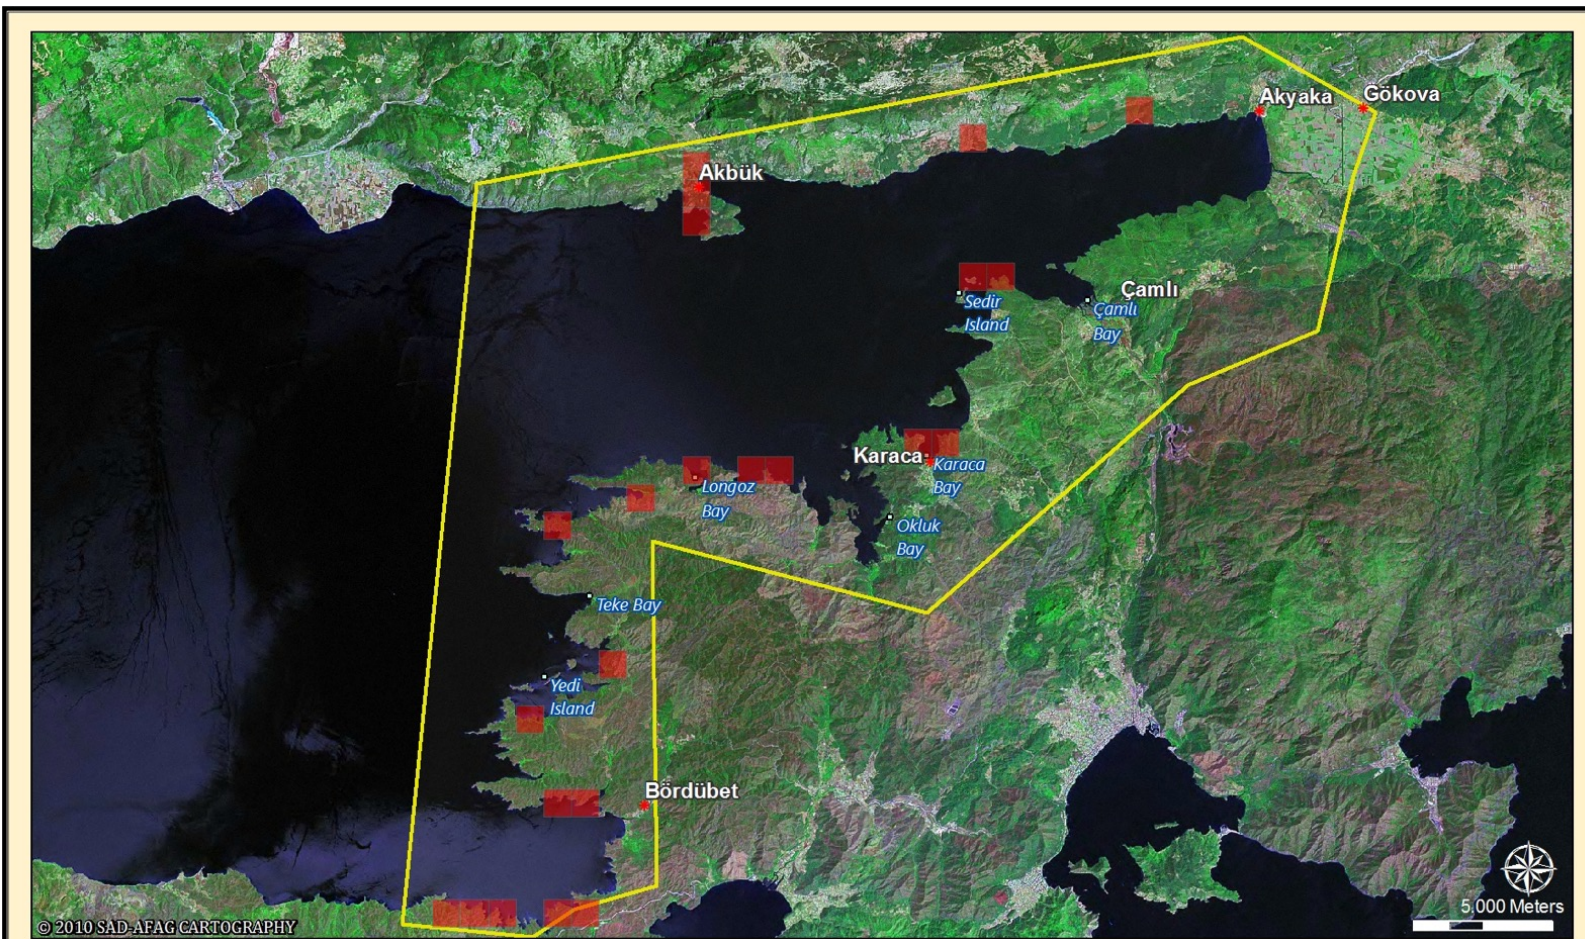 Akyaka
Gökova
Akbük
Çamlı
Sedir
Island
Çamlı
Bay
Karaca
Karaca
Bay
Longoz
Bay
Okluk
Bay
Teke Bay
Yedi
Island
Bördübet
5.000 Meters
© 2010 SAD-AFAG CARTOGRAPHY